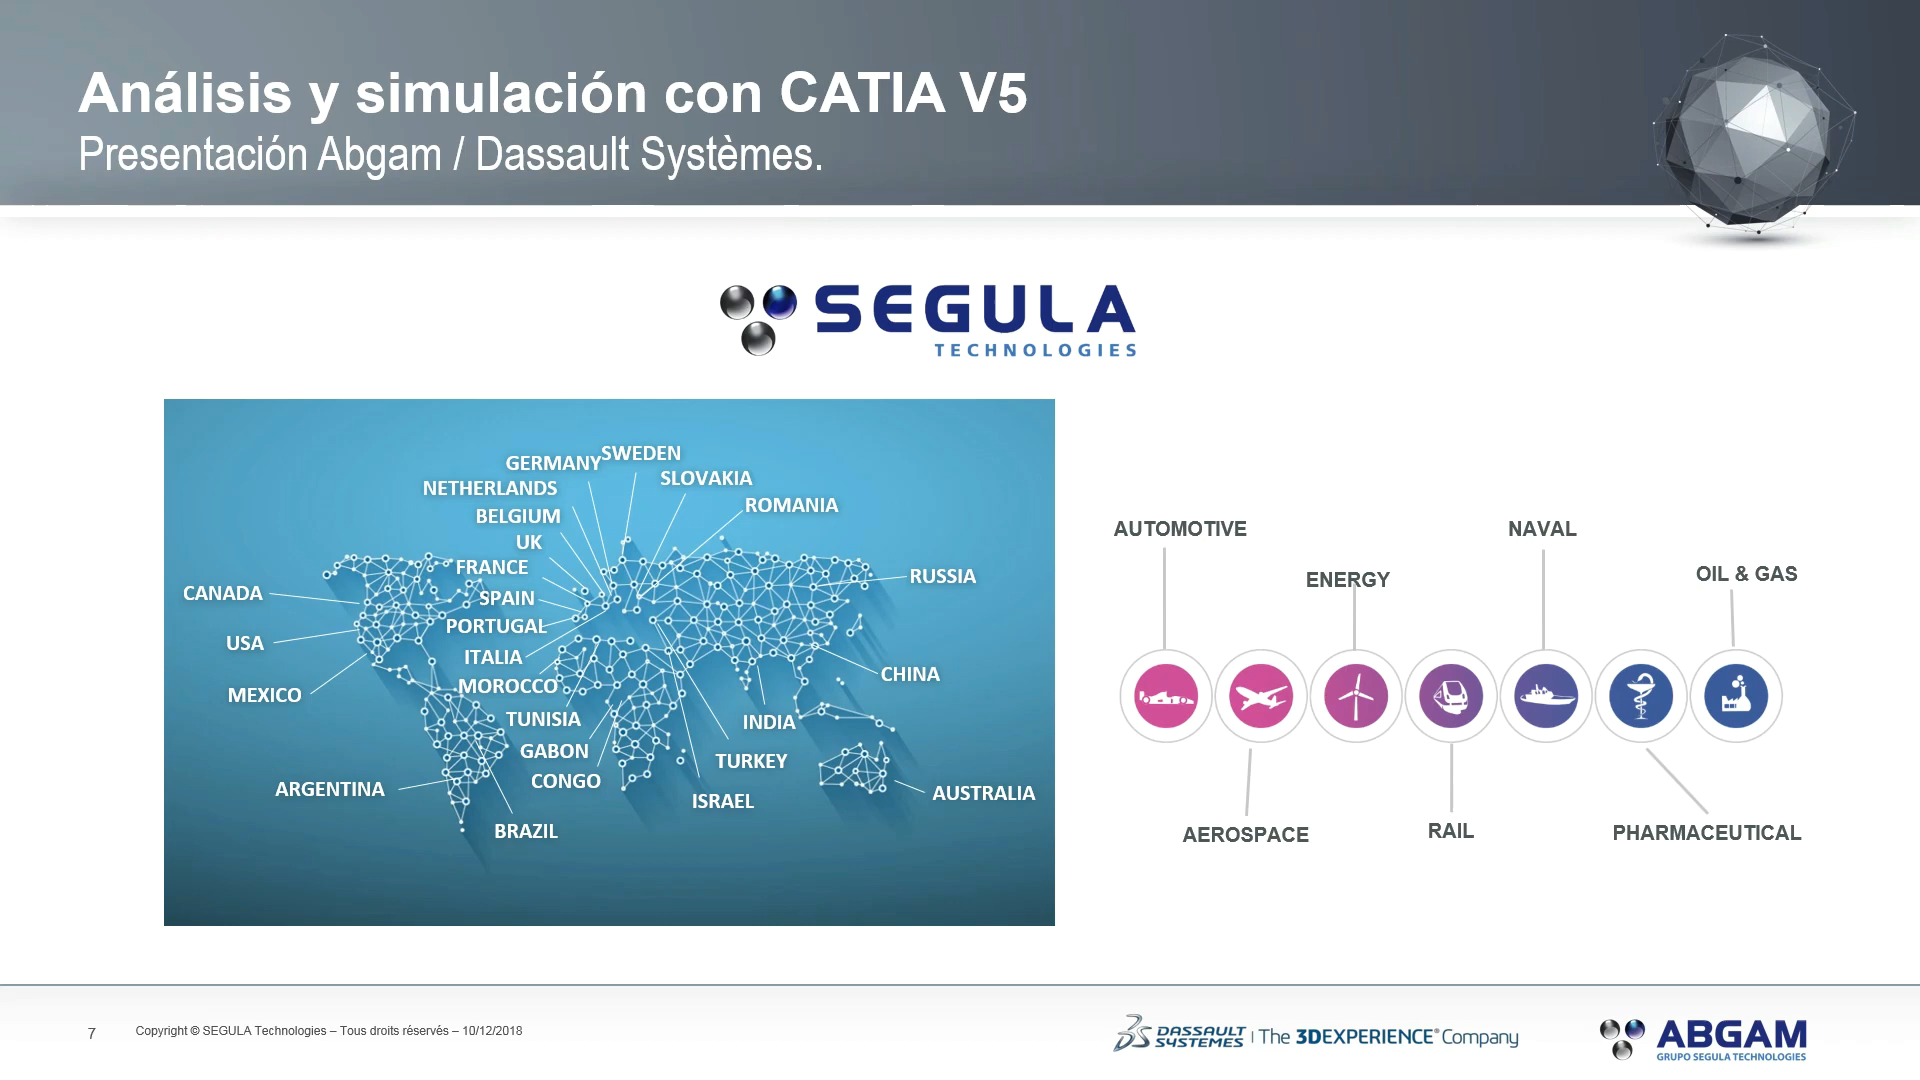 Análisis y simulación con CATIA V5
Presentación Abgam / Dassault Systèmes.
SEGULA
TECHNOLOGIES
SWEDEN
GERMANY
SLOVAKIA
NETHERLANDS
ROMANIA
BELGIUM
UK
FRANCE
RUSSIA
CANADA
SPAIN
PORTUGAL
USA
ITALIA
CHINA
MOROCCO
MEXICO
TUNISIA
INDIA
GABON
TURKEY
CONGO
ARGENTINA
ISRAEL
AUSTRALIA
BRAZIL
AUTOMOTIVE
NAVAL
ENERGY
OIL & GAS
AEROSPACE
RAIL
PHARMACEUTICAL
7
Copyright © SEGULA Technologies – Tous droits réservés – 10/12/2018
DASSAULT SYSTEMES | The 3DEXPERIENCE® Company
ABGAM
GRUPO SEGULA TECHNOLOGIES